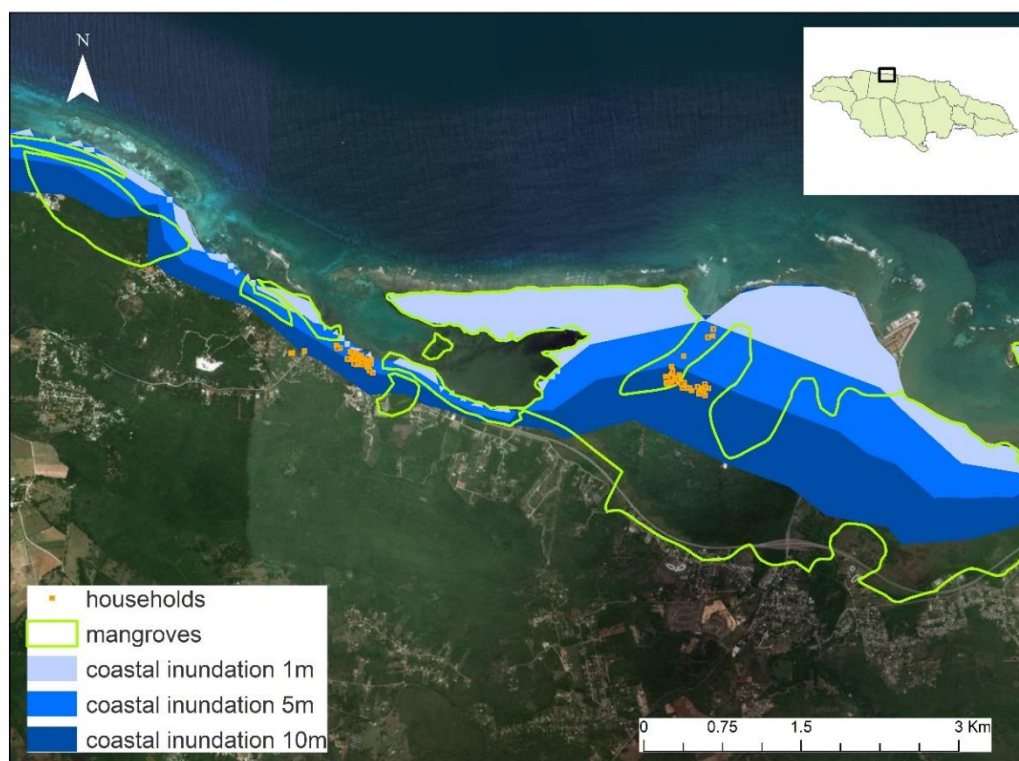 N
households
mangroves
coastal inundation 1m
coastal inundation 5m
coastal inundation 10m
0 0.75 1.5 3 Km